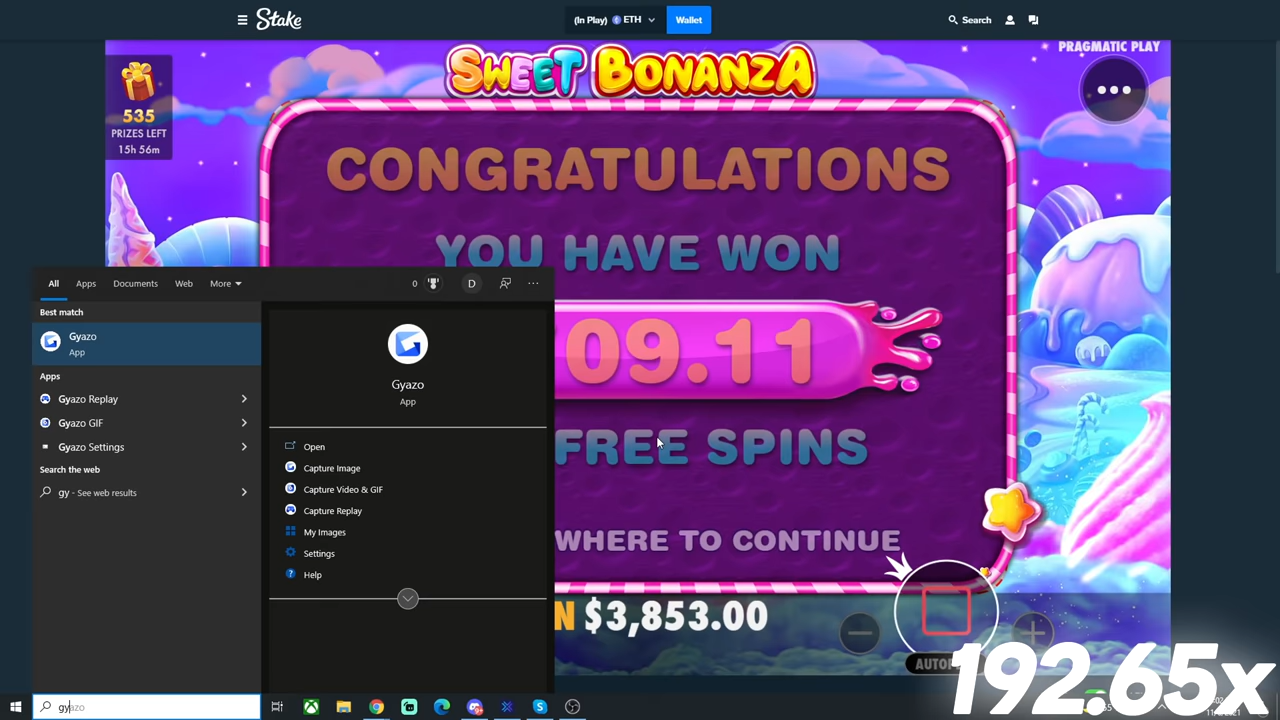 Stake
(In Play) ETH
Wallet
Search
PRAGMATIC PLAY
SWEET BONANZA
535
PRIZES LEFT
15h 56m
CONGRATULATIONS
YOU HAVE WON
09.11
FREE SPINS
WHERE TO CONTINUE
N $3,853.00
192.65x
All
Apps
Documents
Web
More
0
D
Best match
Gyazo
App
Apps
Gyazo Replay
Gyazo GIF
Gyazo Settings
Search the web
gy - See web results
Gyazo
App
Open
Capture Image
Capture Video & GIF
Capture Replay
My Images
Settings
Help
gyazo